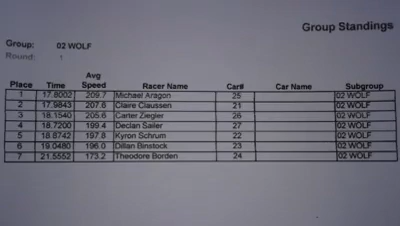 Group Standings
Group: 02 WOLF
Round: 1
Place Time Avg Speed Racer Name Car# Car Name Subgroup
1 17.8002 209.7 Michael Aragon 25 02 WOLF
2 17.9843 207.6 Claire Claussen 21 02 WOLF
3 18.1540 205.6 Carter Ziegler 26 02 WOLF
4 18.7200 199.4 Declan Sailer 27 02 WOLF
5 18.8742 197.8 Kyron Schrum 22 02 WOLF
6 19.0480 196.0 Dillan Binstock 23 02 WOLF
7 21.5552 173.2 Theodore Borden 24 02 WOLF